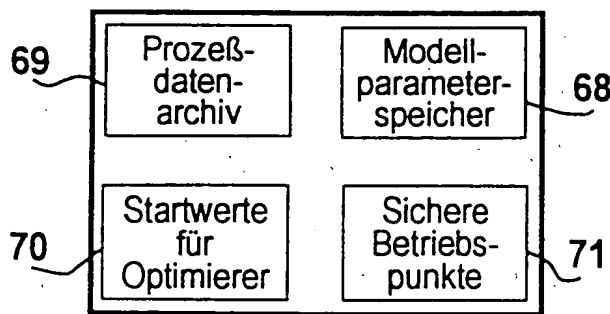 69
Prozeß-
daten-
archiv
Modell-
parameter-
speicher
68
70
Startwerte
für
Optimierer
Sichere
Betriebs-
punkte
71